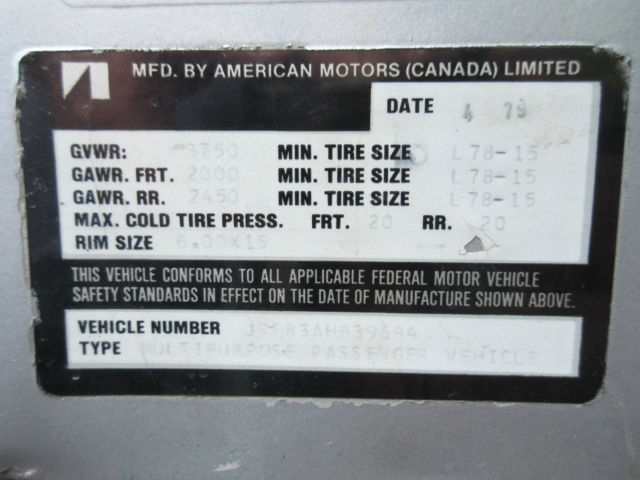 MFD. BY AMERICAN MOTORS (CANADA) LIMITED
DATE 4 79
GVWR: 3750 MIN. TIRE SIZE L78-15
GAWR. FRT. 2000 MIN. TIRE SIZE L78-15
GAWR. RR. 2450 MIN. TIRE SIZE L78-15
MAX. COLD TIRE PRESS. FRT. 20 RR. 20
RIM SIZE 8.00X15
THIS VEHICLE CONFORMS TO ALL APPLICABLE FEDERAL MOTOR VEHICLE
SAFETY STANDARDS IN EFFECT ON THE DATE OF MANUFACTURE SHOWN ABOVE.
VEHICLE NUMBER
TYPE MULTIPURPOSE PASSENGER VEHICLE